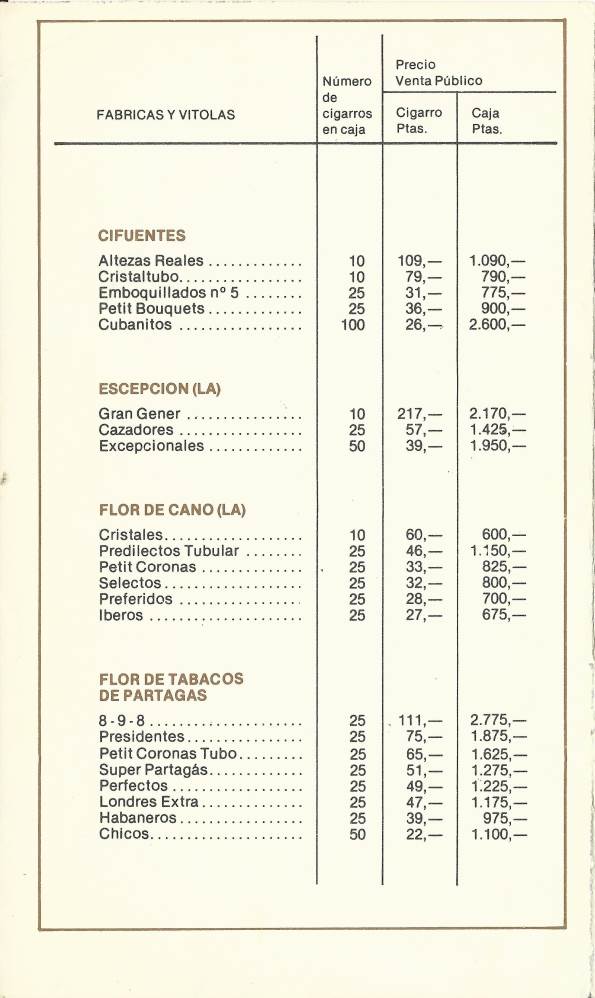 FABRICAS Y VITOLAS
Número
de
cigarros
en caja
Precio
Venta Público
Cigarro
Ptas.
Caja
Ptas.
CIFUENTES
Altezas Reales ............. 10 109,— 1.090,—
Cristaltubo................. 10 79,— 790,—
Emboquillados nº 5 ........ 25 31,— 775,—
Petit Bouquets............. 25 36,— 900,—
Cubanitos ................. 100 26,— 2.600,—
ESCEPCION (LA)
Gran Gener ................ 10 217,— 2.170,—
Cazadores ................. 25 57,— 1.425,—
Excepcionales ............. 50 39,— 1.950,—
FLOR DE CANO (LA)
Cristales................... 10 60,— 600,—
Predilectos Tubular ........ 25 46,— 1.150,—
Petit Coronas .............. 25 33,— 825,—
Selectos................... 25 32,— 800,—
Preferidos ................. 25 28,— 700,—
Iberos ..................... 25 27,— 675,—
FLOR DE TABACOS
DE PARTAGAS
8-9-8..................... 25 111,— 2.775,—
Presidentes................ 25 75,— 1.875,—
Petit Coronas Tubo......... 25 65,— 1.625,—
Super Partagás............. 25 51,— 1.275,—
Perfectos .................. 25 49,— 1.225,—
Londres Extra.............. 25 47,— 1.175,—
Habaneros................. 25 39,— 975,—
Chicos..................... 50 22,— 1.100,—